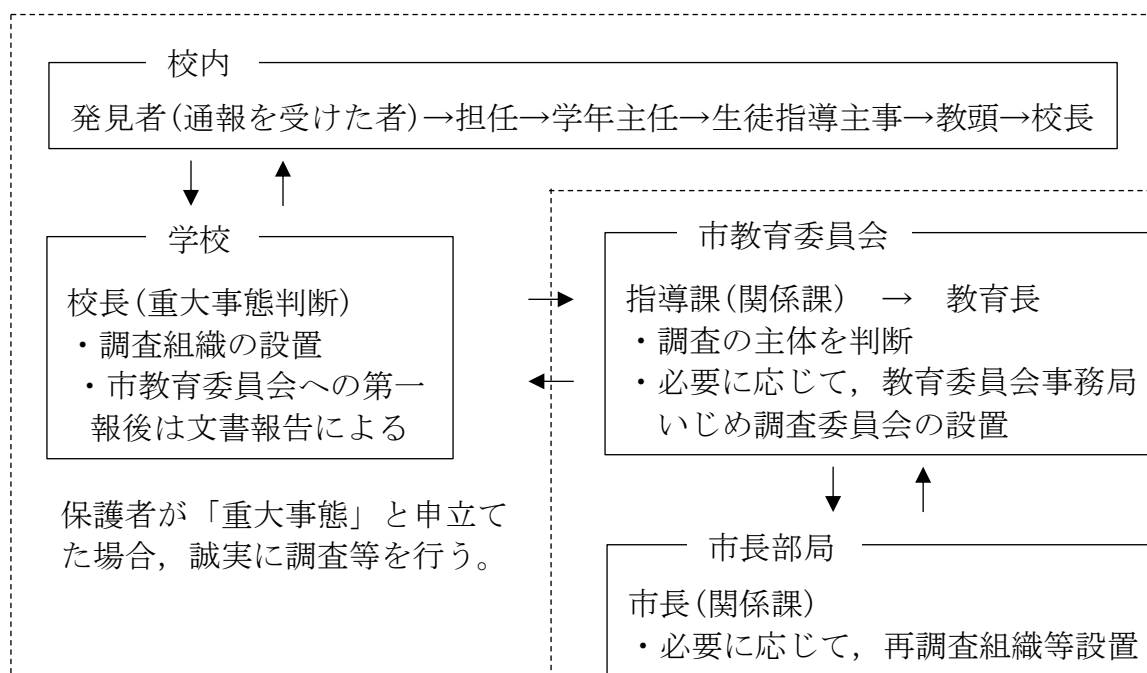 校内
発見者(通報を受けた者)→担任→学年主任→生徒指導主事→教頭→校長
学校
校長(重大事態判断)
・調査組織の設置
・市教育委員会への第一
報後は文書報告による
保護者が「重大事態」と申立て
た場合，誠実に調査等を行う。
市教育委員会
指導課(関係課) → 教育長
・調査の主体を判断
・必要に応じて，教育委員会事務局
いじめ調査委員会の設置
市長部局
市長(関係課)
・必要に応じて，再調査組織等設置